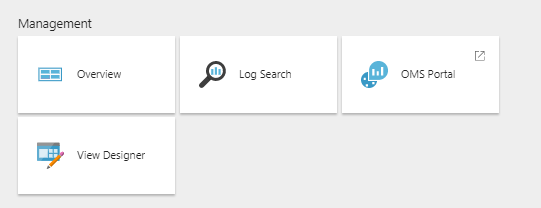 Management
Overview
Log Search
OMS Portal
View Designer